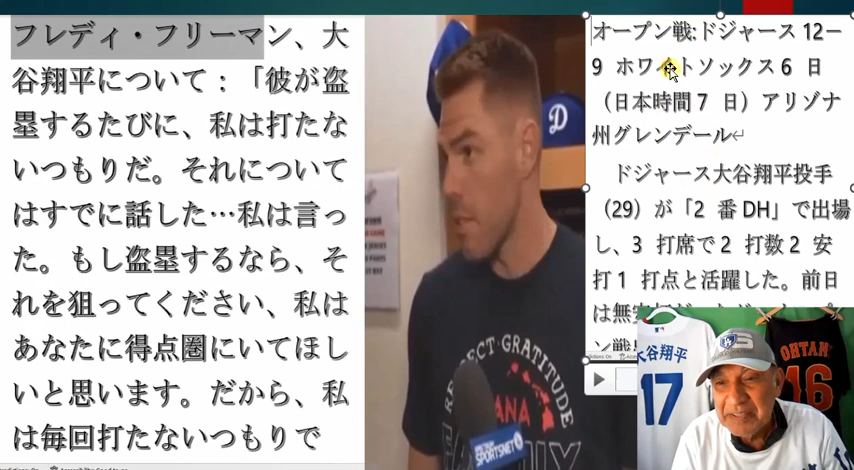 フレディ・フリーマン、大
谷翔平について：「彼が盗
塁するたびに、私は打たな
いつもりだ。それについて
はすでに話した…私は言っ
た。もし盗塁するなら、そ
れを狙ってください、私は
あなたに得点圏にいてほし
いと思います。だから、私
は毎回打たないつもりで
D
RESPECT·GRATITUDE
SPORTSNET
オープン戦:ドジャース 12－
9 ホワイトソックス 6 日
（日本時間 7 日）アリゾナ
州グレンデール
ドジャース大谷翔平投手
（29）が「2 番 DH」で出場
し、3 打席で 2 打数 2 安
打 1 打点と活躍した。前日
大谷翔平
17
OHTANI
16